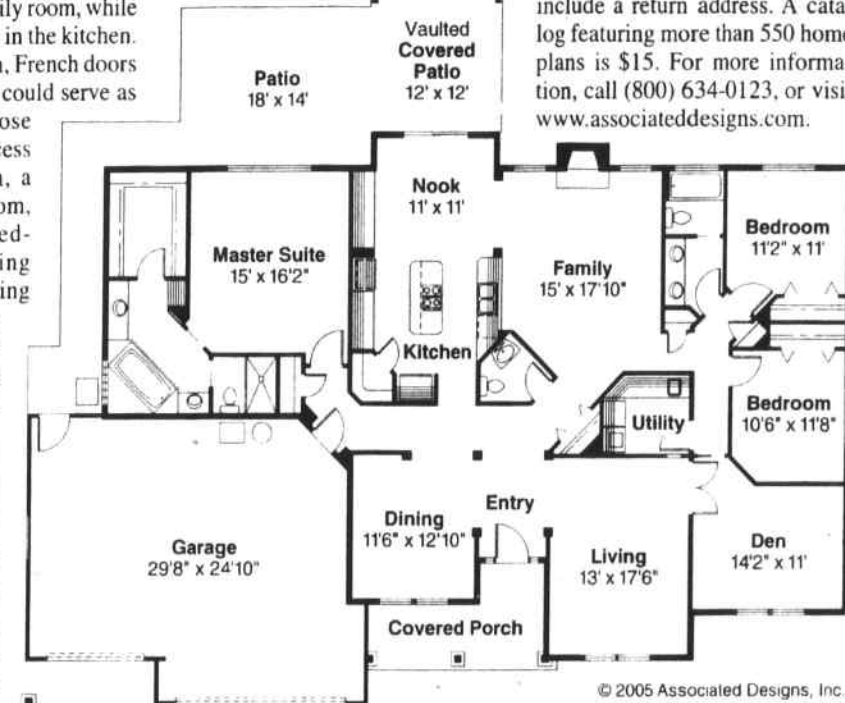 ily room, while
in the kitchen.
n, French doors
could serve as
ose
cess
n, a
om,
ed-
ing
ing
include a return address. A cata-
log featuring more than 550 home
plans is $15. For more informa-
tion, call (800) 634-0123, or visit
www.associateddesigns.com.
Patio
18' x 14'
Vaulted
Covered
Patio
12' x 12'
Nook
11' x 11'
Master Suite
15' x 16'2"
Family
15' x 17'10"
Bedroom
11'2" x 11'
Kitchen
Bedroom
10'6" x 11'8"
Utility
Garage
29'8" x 24'10"
Dining
11'6" x 12'10"
Entry
Living
13' x 17'6"
Den
14'2" x 11'
Covered Porch
© 2005 Associated Designs, Inc.